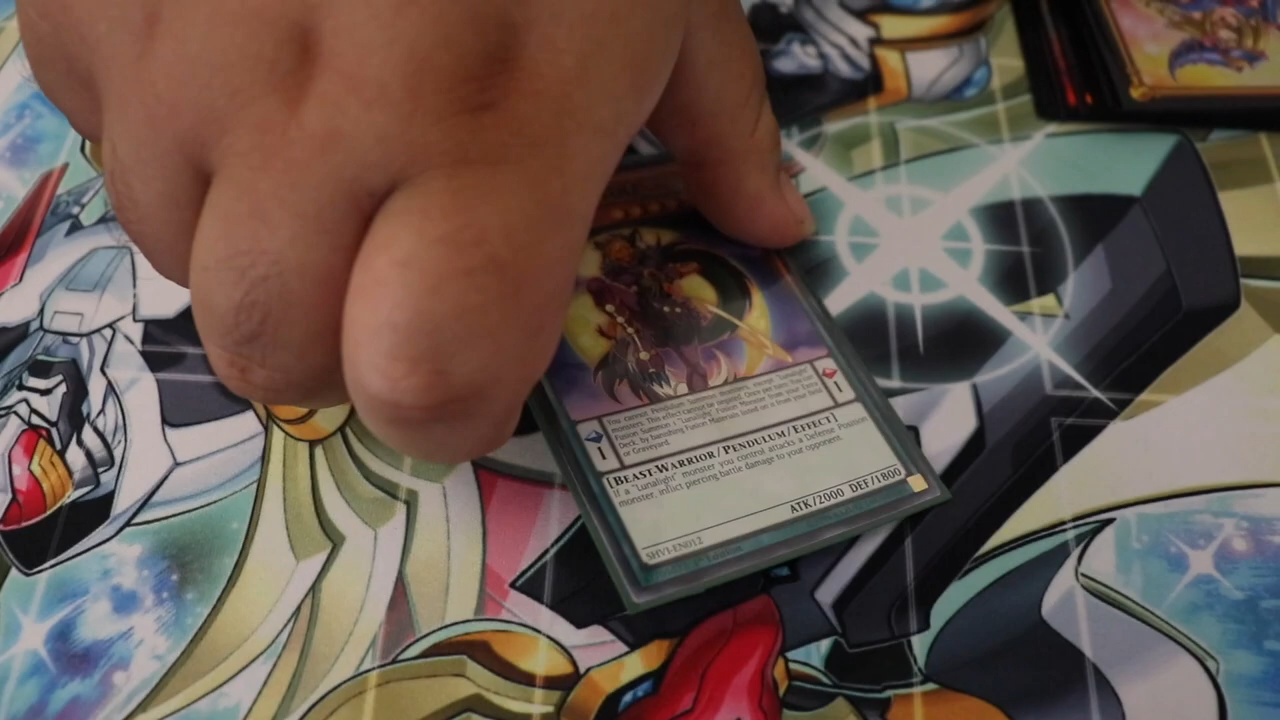 You cannot Pendulum Summon monsters, except "Lunalight"
monsters. This effect cannot be negated. Once per turn: You can
Fusion Summon 1 "Lunalight" Fusion Monster from your Extra
Deck, by banishing Fusion Materials listed on it from your field
or Graveyard.
1
1
[BEAST-WARRIOR/PENDULUM/EFFECT]
If a "Lunalight" monster you control attacks a Defense Position
monster, inflict piercing battle damage to your opponent.
ATK/2000 DEF/1800
SHVI-EN012